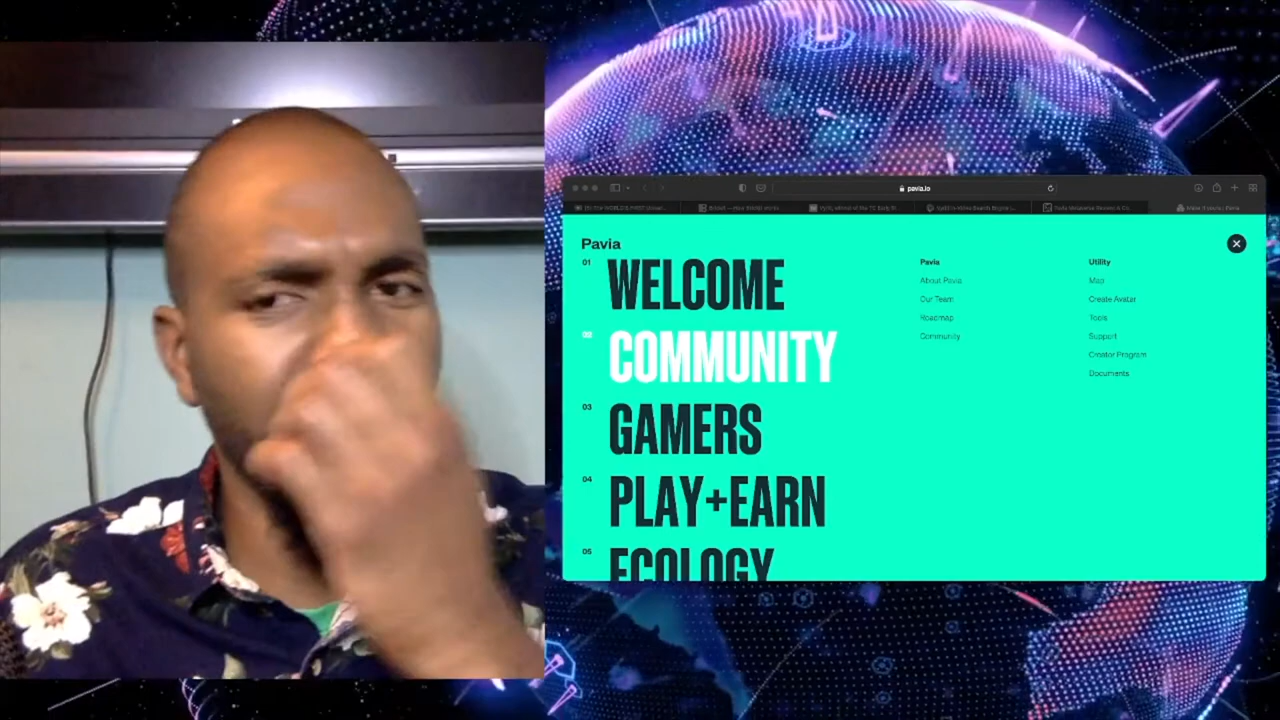 pavia.io
Pavia
01
WELCOME
02
COMMUNITY
03
GAMERS
04
PLAY+EARN
05
ECOLOGY
Pavia
About Pavia
Our Team
Roadmap
Community
Utility
Map
Create Avatar
Tools
Support
Creator Program
Documents